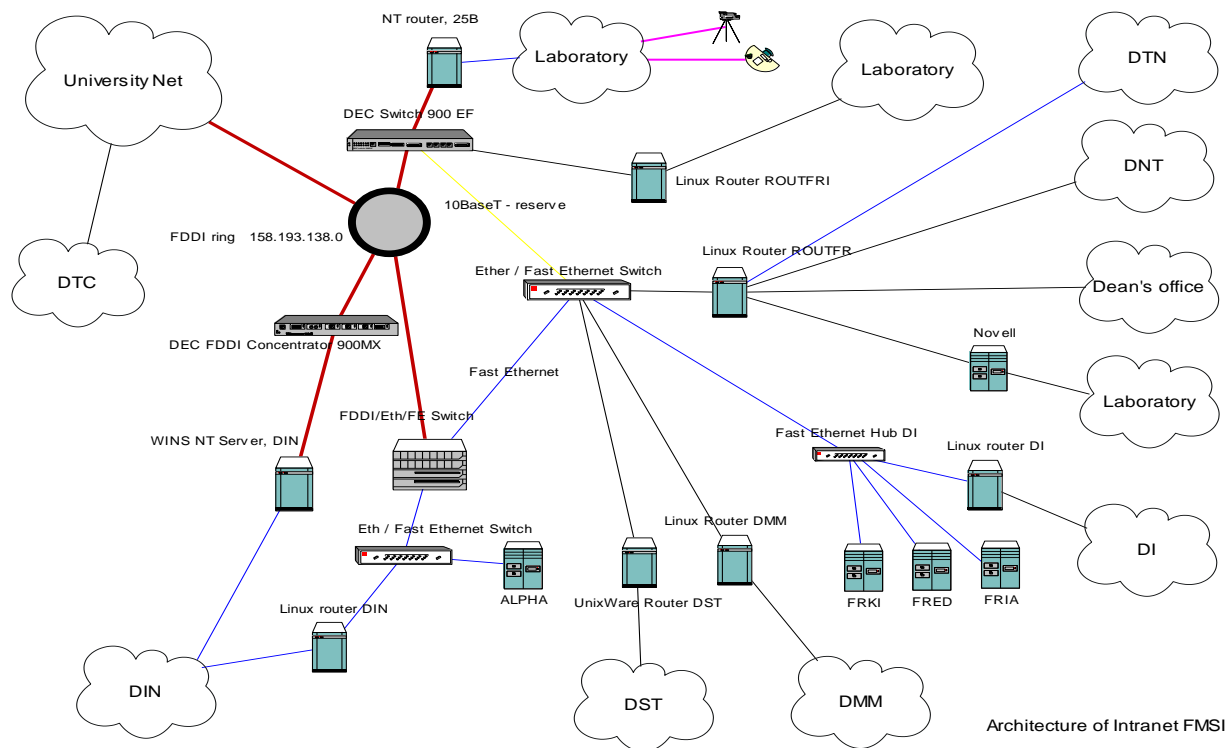 NT router, 25B
University Net
Laboratory
DTN
Laboratory
DEC Switch 900 EF
DNT
Linux Router ROUTFRI
10BaseT - reserve
FDDI ring 158.193.138.0
Linux Router ROUTFR
Ether / Fast Ethernet Switch
DTC
Dean's office
Novell
DEC FDDI Concentrator 900MX
Fast Ethernet
Laboratory
FDDI/Eth/FE Switch
WINS NT Server, DIN
Fast Ethernet Hub DI
Linux router DI
Eth / Fast Ethernet Switch
Linux Router DMM
DI
ALPHA
UnixWare Router DST
FRKI
FRED
FRIA
Linux router DIN
DIN
DST
DMM
Architecture of Intranet FMSI